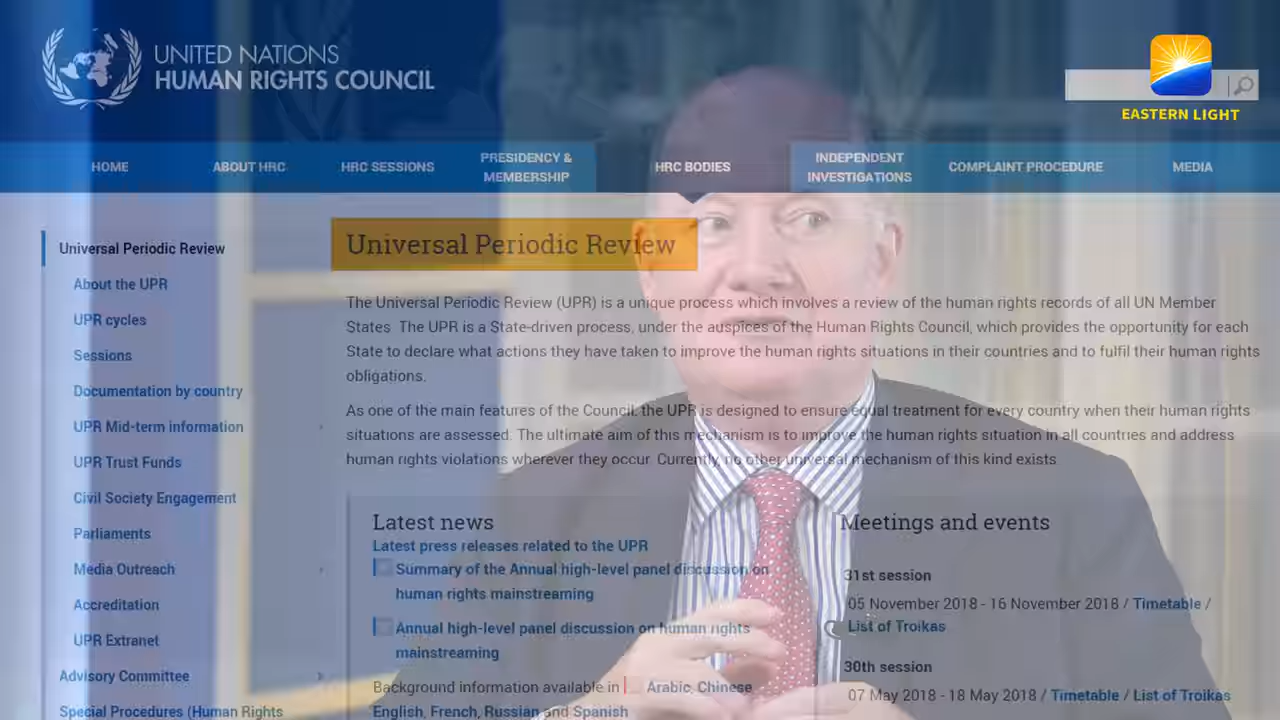 UNITED NATIONS
HUMAN RIGHTS COUNCIL
EASTERN LIGHT
HOME
ABOUT HRC
HRC SESSIONS
PRESIDENCY &
MEMBERSHIP
HRC BODIES
INDEPENDENT
INVESTIGATIONS
COMPLAINT PROCEDURE
MEDIA
Universal Periodic Review
About the UPR
UPR cycles
Sessions
Documentation by country
UPR Mid-term information
UPR Trust Funds
Civil Society Engagement
Parliaments
Media Outreach
Accreditation
UPR Extranet
Advisory Committee
Special Procedures (Human Rights
Universal Periodic Review
The Universal Periodic Review (UPR) is a unique process which involves a review of the human rights records of all UN Member
States. The UPR is a State-driven process, under the auspices of the Human Rights Council, which provides the opportunity for each
State to declare what actions they have taken to improve the human rights situations in their countries and to fulfil their human rights
obligations.
As one of the main features of the Council, the UPR is designed to ensure equal treatment for every country when their human rights
situations are assessed. The ultimate aim of this mechanism is to improve the human rights situation in all countries and address
human rights violations wherever they occur. Currently, no other universal mechanism of this kind exists.
Latest news
Latest press releases related to the UPR
Summary of the Annual high-level panel discussion on
human rights mainstreaming
Annual high-level panel discussion on human rights
mainstreaming
Background information available in Arabic, Chinese
English, French, Russian and Spanish
Meetings and events
31st session
05 November 2018 - 16 November 2018 / Timetable /
List of Troikas
30th session
07 May 2018 - 18 May 2018 / Timetable / List of Troikas